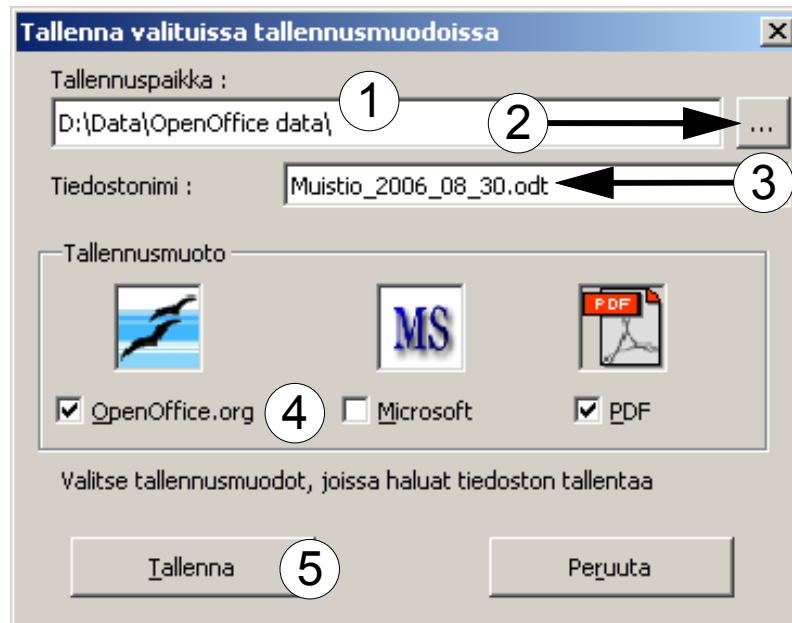 Tallenna valituissa tallennusmuodoissa
Tallennuspaikka :
1
D:\Data\OpenOffice data\
2
...
Tiedostonimi :
Muistio_2006_08_30.odt
3
Tallennusmuoto
MS
PDF
OpenOffice.org
4
Microsoft
PDF
Valitse tallennusmuodot, joissa haluat tiedoston tallentaa
Tallenna
5
Peruuta